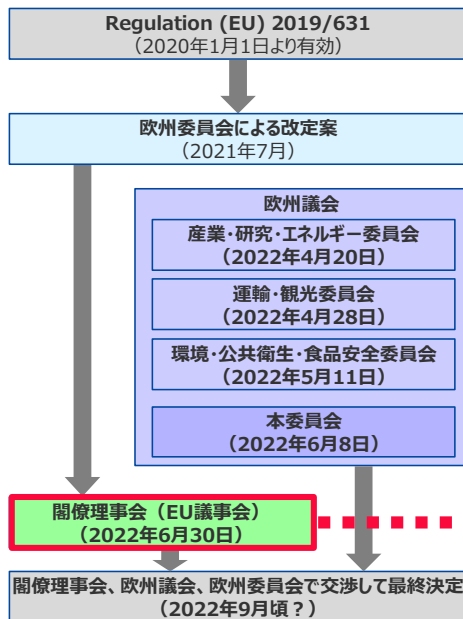 Regulation (EU) 2019/631
（2020年1月1日より有効）
欧州委員会による改定案
（2021年7月）
欧州議会
産業・研究・エネルギー委員会
（2022年4月20日）
運輸・観光委員会
（2022年4月28日）
環境・公共衛生・食品安全委員会
（2022年5月11日）
本委員会
（2022年6月8日）
閣僚理事会（EU議事会）
（2022年6月30日）
閣僚理事会、欧州議会、欧州委員会で交渉して最終決定
（2022年9月頃？）